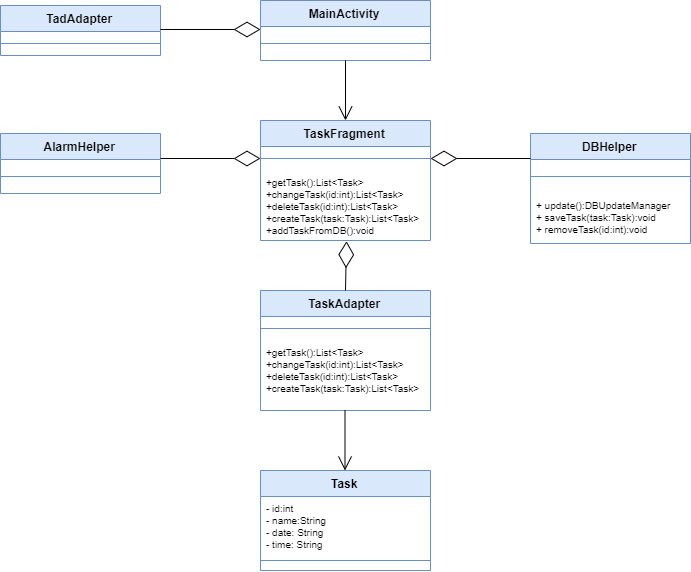 TadAdapter
MainActivity
AlarmHelper
TaskFragment
+getTask():List<Task>
+changeTask(id:int):List<Task>
+deleteTask(id:int):List<Task>
+createTask(task:Task):List<Task>
+addTaskFromDB():void
DBHelper
+ update():DBUpdateManager
+ saveTask(task:Task):void
+ removeTask(id:int):void
TaskAdapter
+getTask():List<Task>
+changeTask(id:int):List<Task>
+deleteTask(id:int):List<Task>
+createTask(task:Task):List<Task>
Task
- id:int
- name:String
- date: String
- time: String